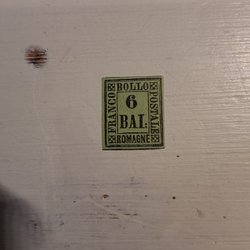 BOLLO
FRANCO
POSTALE
6
BAL.
ROMAGNE